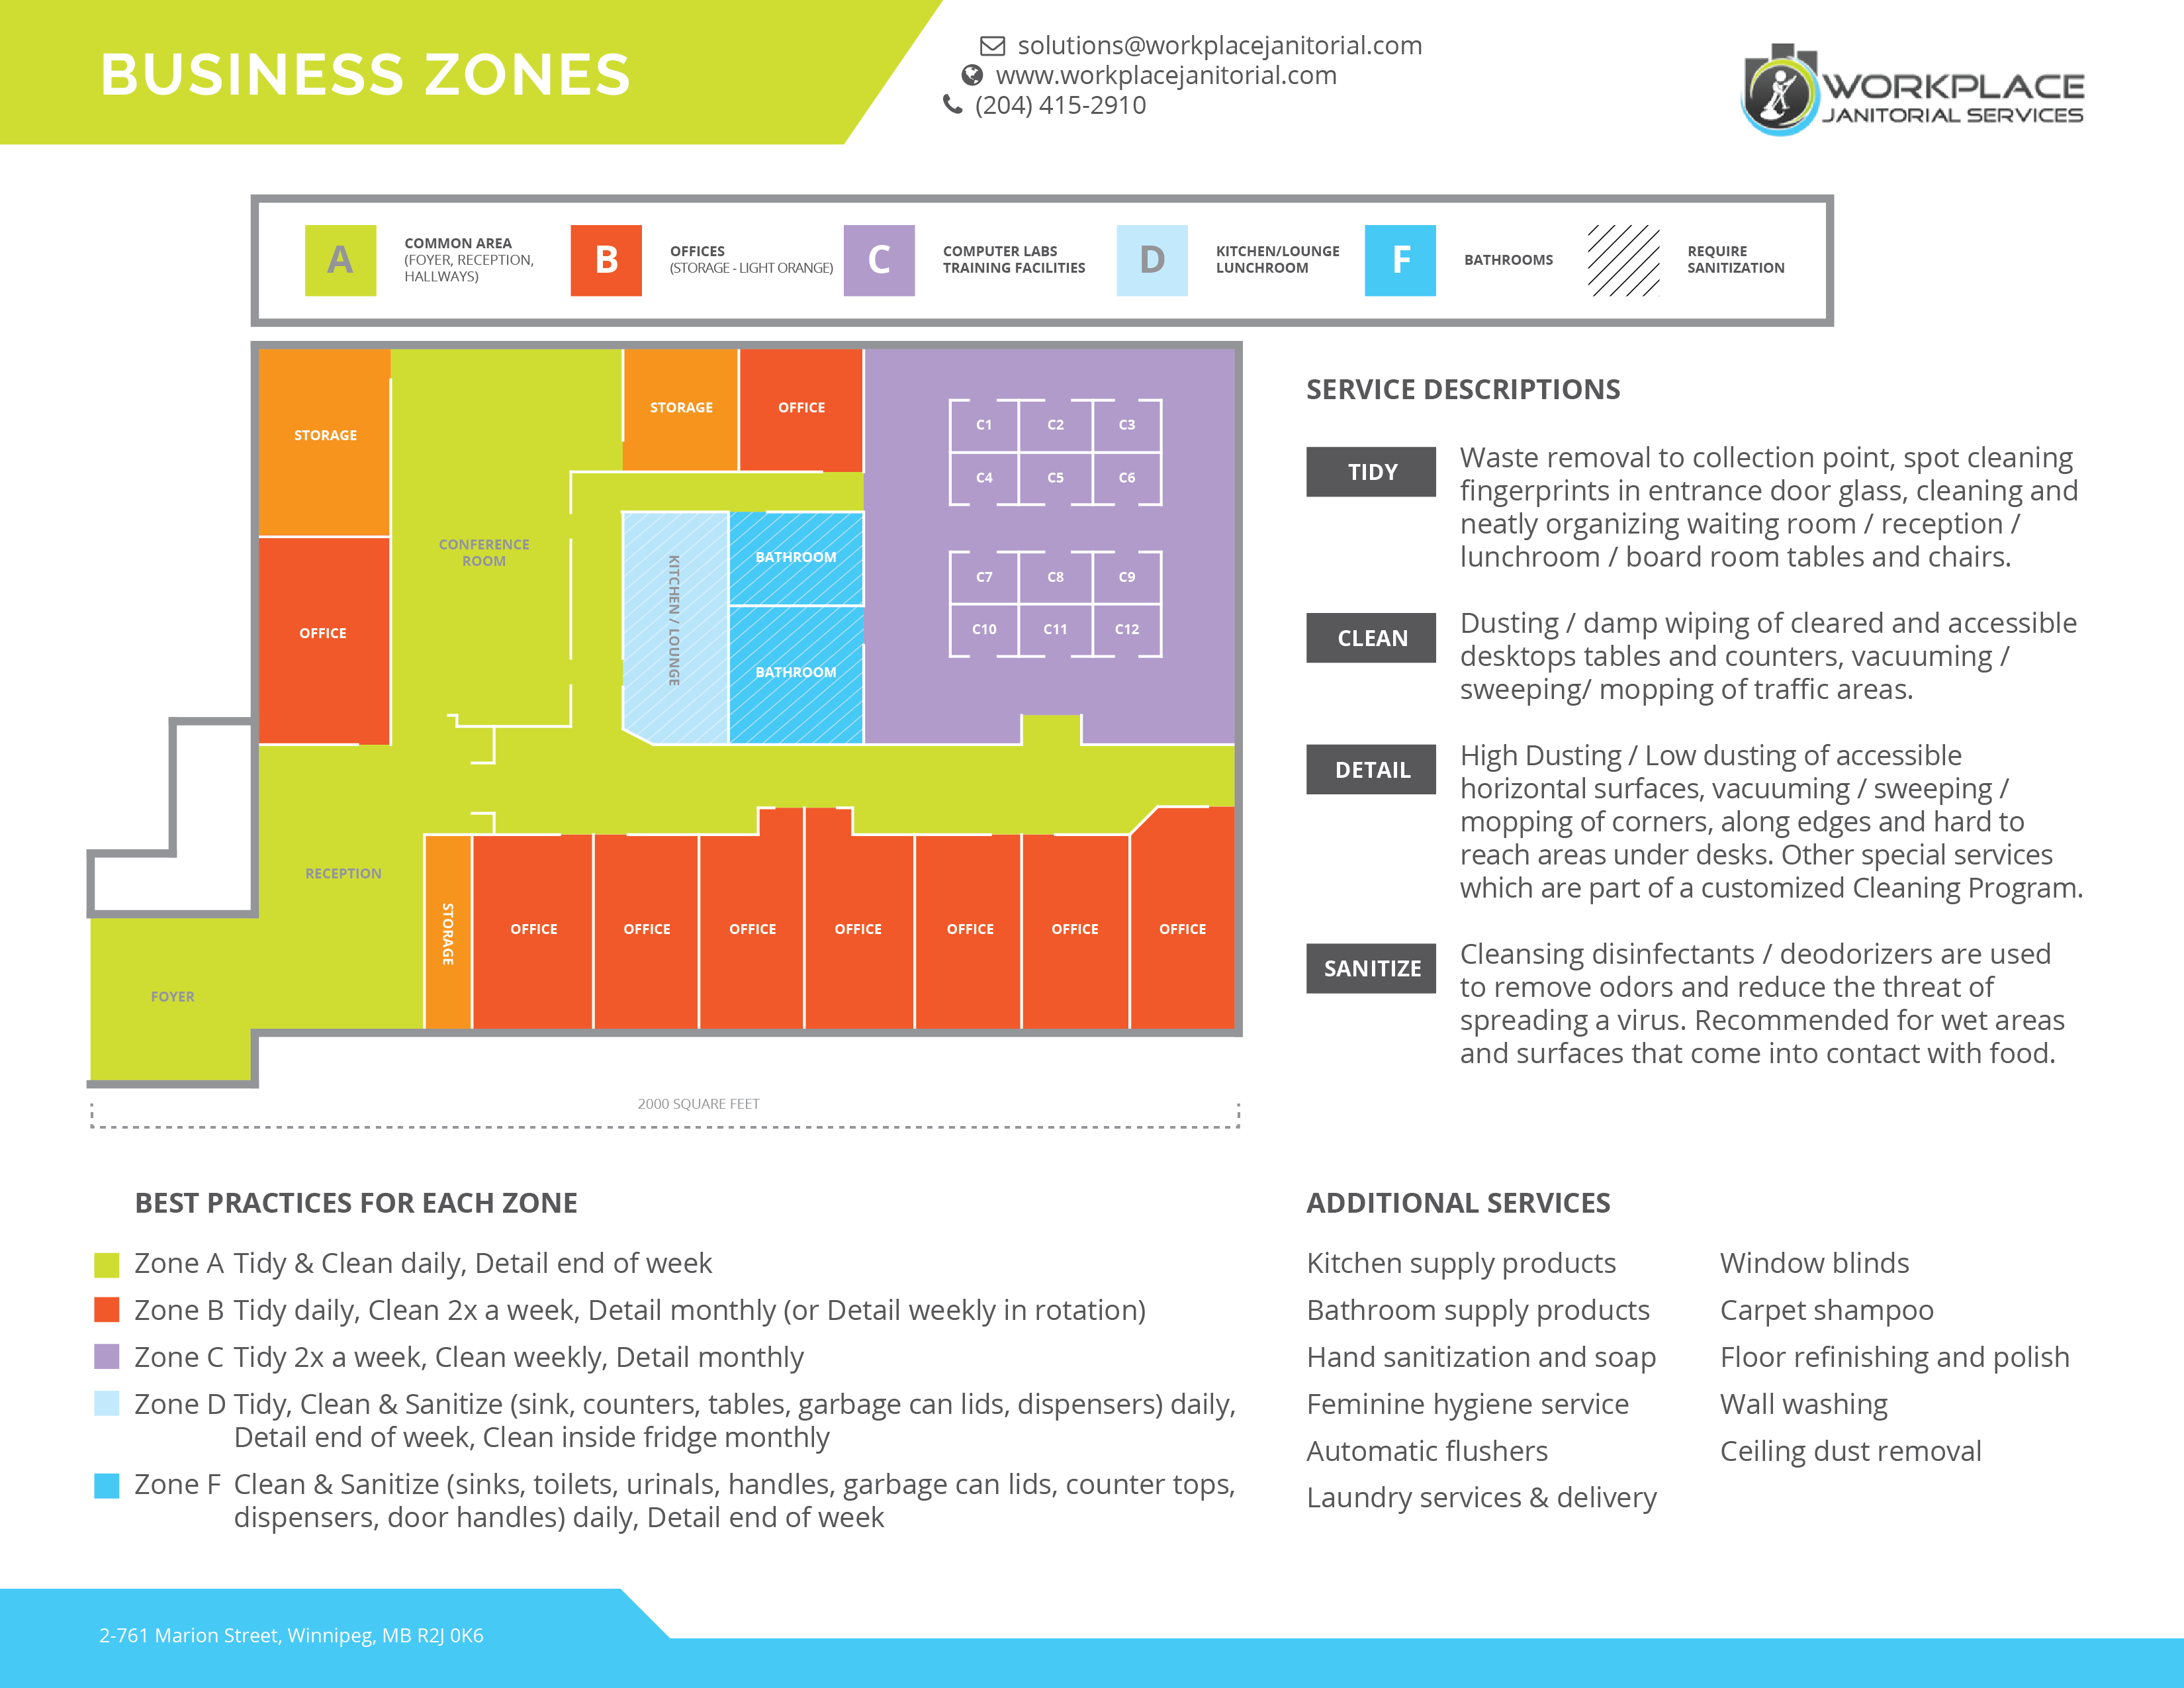 BUSINESS ZONES
solutions@workplacejanitorial.com
www.workplacejanitorial.com
(204) 415-2910
WORKPLACE
JANITORIAL SERVICES
A
COMMON AREA
(FOYER, RECEPTION,
HALLWAYS)
B
OFFICES
(STORAGE - LIGHT ORANGE)
C
COMPUTER LABS
TRAINING FACILITIES
D
KITCHEN/LOUNGE
LUNCHROOM
F
BATHROOMS
REQUIRE
SANITIZATION
STORAGE
STORAGE
OFFICE
C1
C2
C3
C4
C5
C6
CONFERENCE
ROOM
KITCHEN / LOUNGE
BATHROOM
C7
C8
C9
OFFICE
C10
C11
C12
BATHROOM
RECEPTION
STORAGE
OFFICE
OFFICE
OFFICE
OFFICE
OFFICE
OFFICE
OFFICE
FOYER
2000 SQUARE FEET
SERVICE DESCRIPTIONS
TIDY
Waste removal to collection point, spot cleaning
fingerprints in entrance door glass, cleaning and
neatly organizing waiting room / reception /
lunchroom / board room tables and chairs.
CLEAN
Dusting / damp wiping of cleared and accessible
desktops tables and counters, vacuuming /
sweeping/ mopping of traffic areas.
DETAIL
High Dusting / Low dusting of accessible
horizontal surfaces, vacuuming / sweeping /
mopping of corners, along edges and hard to
reach areas under desks. Other special services
which are part of a customized Cleaning Program.
SANITIZE
Cleansing disinfectants / deodorizers are used
to remove odors and reduce the threat of
spreading a virus. Recommended for wet areas
and surfaces that come into contact with food.
BEST PRACTICES FOR EACH ZONE
Zone A Tidy & Clean daily, Detail end of week
Zone B Tidy daily, Clean 2x a week, Detail monthly (or Detail weekly in rotation)
Zone C Tidy 2x a week, Clean weekly, Detail monthly
Zone D Tidy, Clean & Sanitize (sink, counters, tables, garbage can lids, dispensers) daily,
Detail end of week, Clean inside fridge monthly
Zone F Clean & Sanitize (sinks, toilets, urinals, handles, garbage can lids, counter tops,
dispensers, door handles) daily, Detail end of week
ADDITIONAL SERVICES
Kitchen supply products
Bathroom supply products
Hand sanitization and soap
Feminine hygiene service
Automatic flushers
Laundry services & delivery
Window blinds
Carpet shampoo
Floor refinishing and polish
Wall washing
Ceiling dust removal
2-761 Marion Street, Winnipeg, MB R2J 0K6